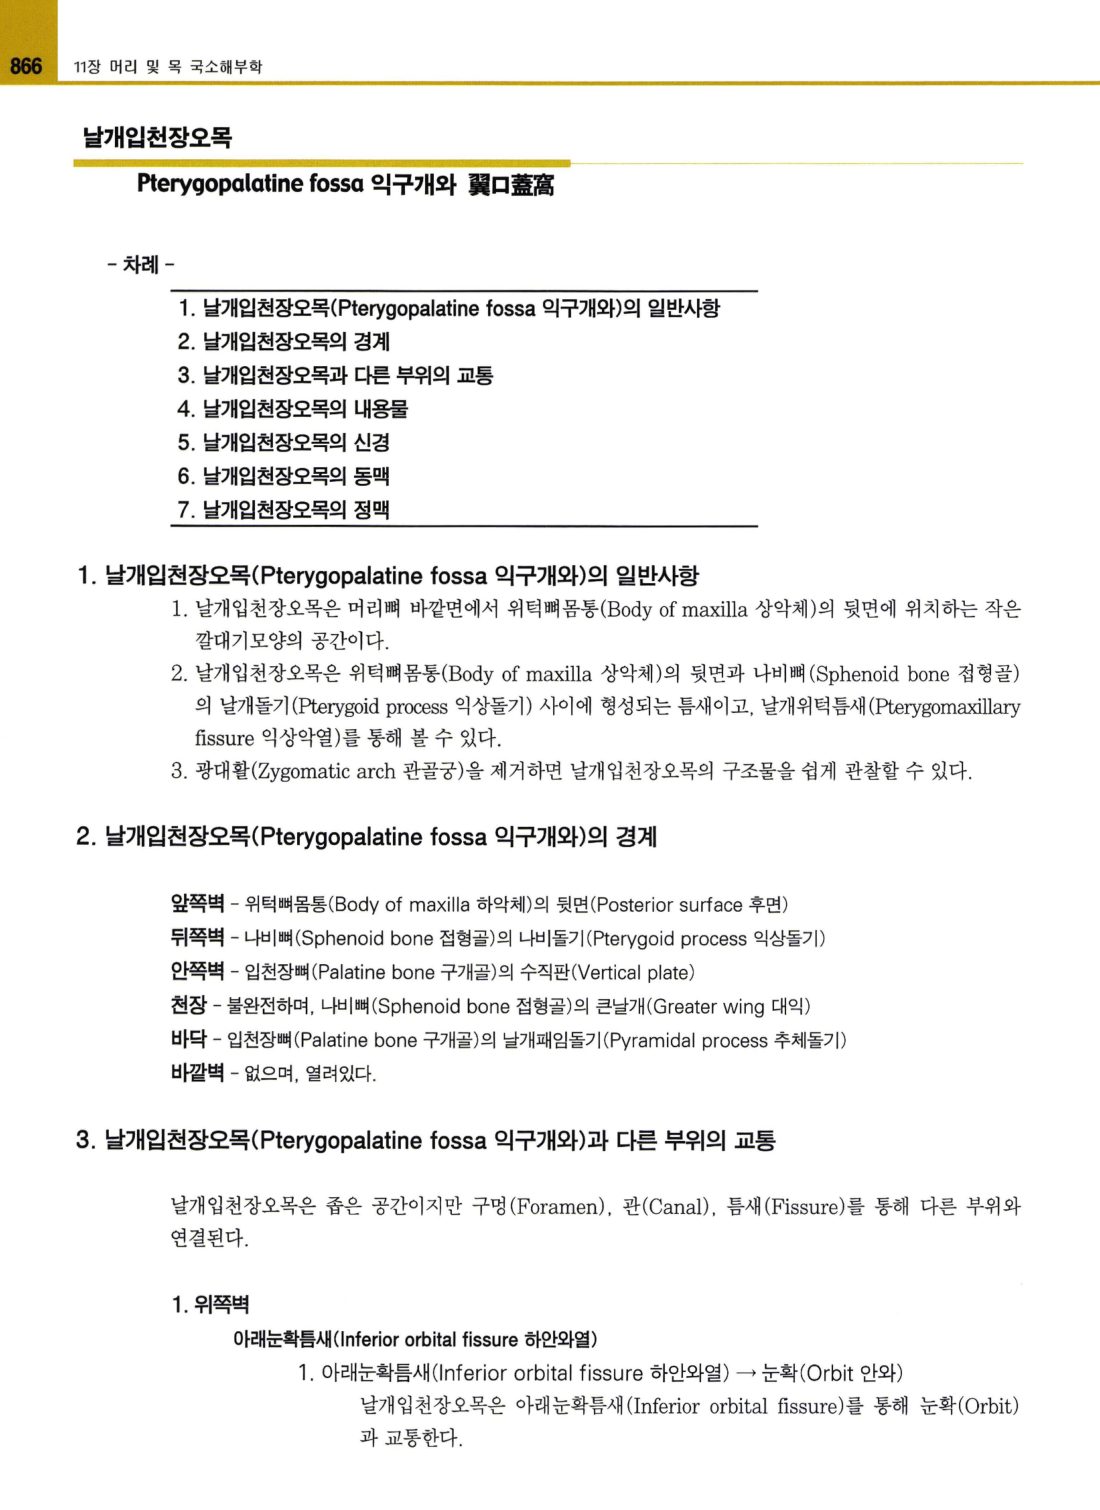 866
11장 머리 및 목 국소해부학
날개입천장오목
Pterygopalatine fossa 익구개와 翼口蓋窩
- 차례 -
1. 날개입천장오목(Pterygopalatine fossa 익구개와)의 일반사항
2. 날개입천장오목의 경계
3. 날개입천장오목과 다른 부위의 교통
4. 날개입천장오목의 내용물
5. 날개입천장오목의 신경
6. 날개입천장오목의 동맥
7. 날개입천장오목의 정맥
1. 날개입천장오목(Pterygopalatine fossa 익구개와)의 일반사항
1. 날개입천장오목은 머리뼈 바깥면에서 위턱뼈몸통(Body of maxilla 상악체)의 뒷면에 위치하는 작은
깔대기모양의 공간이다.
2. 날개입천장오목은 위턱뼈몸통(Body of maxilla 상악체)의 뒷면과 나비뼈(Sphenoid bone 접형골)
의 날개돌기(Pterygoid process 익상돌기) 사이에 형성되는 틈새이고, 날개위턱틈새(Pterygomaxillary
fissure 익상악열)를 통해 볼 수 있다.
3. 광대활(Zygomatic arch 관골궁)을 제거하면 날개입천장오목의 구조물을 쉽게 관찰할 수 있다.
2. 날개입천장오목(Pterygopalatine fossa 익구개와)의 경계
앞쪽벽 - 위턱뼈몸통(Body of maxilla 하악체)의 뒷면(Posterior surface 후면)
뒤쪽벽 - 나비뼈(Sphenoid bone 접형골)의 나비돌기(Pterygoid process 익상돌기)
안쪽벽 - 입천장뼈(Palatine bone 구개골)의 수직판(Vertical plate)
천장 - 불완전하며, 나비뼈(Sphenoid bone 접형골)의 큰날개(Greater wing 대익)
바닥 - 입천장뼈(Palatine bone 구개골)의 날개패임돌기(Pyramidal process 추체돌기)
바깥벽 - 없으며, 열려있다.
3. 날개입천장오목(Pterygopalatine fossa 익구개와)과 다른 부위의 교통
날개입천장오목은 좁은 공간이지만 구멍(Foramen), 관(Canal), 틈새(Fissure)를 통해 다른 부위와
연결된다.
1. 위쪽벽
아래눈확틈새(Inferior orbital fissure 하안와열)
1. 아래눈확틈새(Inferior orbital fissure 하안와열) → 눈확(Orbit 안와)
날개입천장오목은 아래눈확틈새(Inferior orbital fissure)를 통해 눈확(Orbit)
과 교통한다.